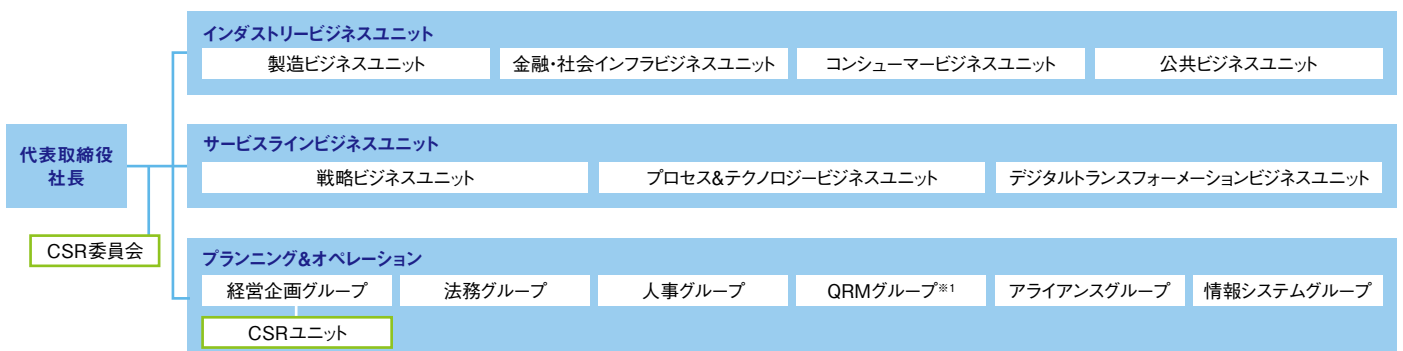 インダストリービジネスユニット
製造ビジネスユニット
金融・社会インフラビジネスユニット
コンシューマービジネスユニット
公共ビジネスユニット
代表取締役
社長
サービスラインビジネスユニット
戦略ビジネスユニット
プロセス&テクノロジービジネスユニット
デジタルトランスフォーメーションビジネスユニット
CSR委員会
プランニング&オペレーション
経営企画グループ
法務グループ
人事グループ
QRMグループ※1
アライアンスグループ
情報システムグループ
CSRユニット